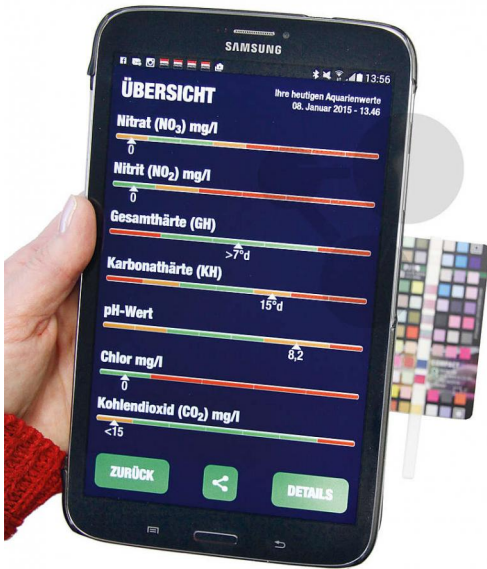 SAMSUNG
13:56
ÜBERSICHT
Ihre heutigen Aquarienwerte
08. Januar 2015 - 13.46
Nitrat (NO₃) mg/l
0
Nitrit (NO₂) mg/l
0
Gesamthärte (GH)
>7°d
Karbonathärte (KH)
15°d
pH-Wert
8,2
Chlor mg/l
0
Kohlendioxid (CO₂) mg/l
<15
ZURÜCK
DETAILS